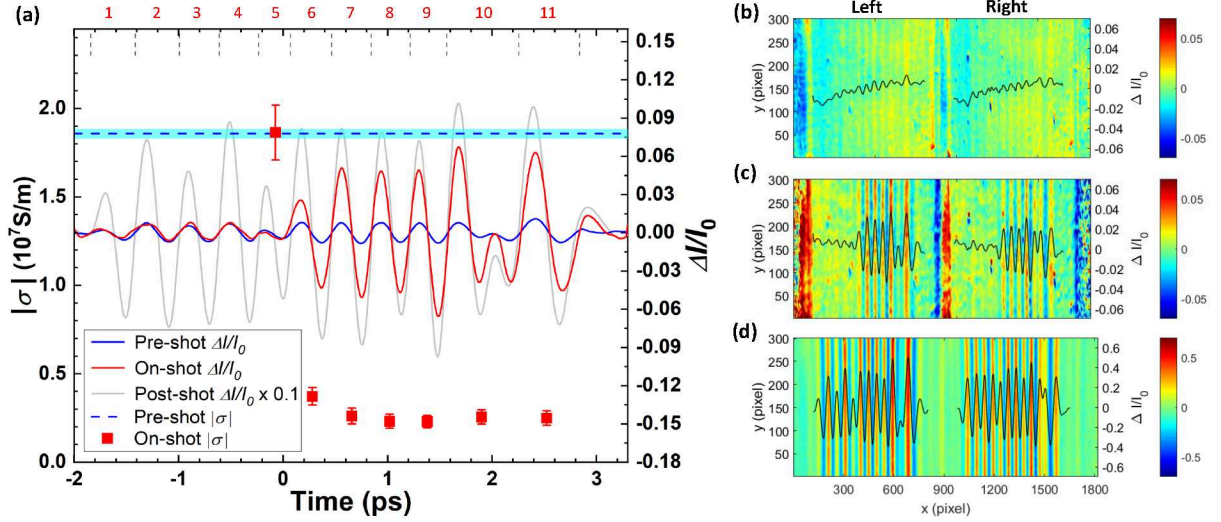 (a)
1 2 3 4 5 6 7 8 9 10 11
|σ| (10⁷S/m)
2.0
1.5
1.0
0.5
0.0
-2 -1 0 1 2 3
Time (ps)
0.15
0.12
0.09
0.06
0.03
0.00
-0.03
-0.06
-0.09
-0.12
-0.15
-0.18
ΔI/I₀
Pre-shot ΔI/I₀
On-shot ΔI/I₀
Post-shot ΔI/I₀ x 0.1
Pre-shot |σ|
On-shot |σ|
Left Right
(b)
y (pixel)
300
250
200
150
100
50
0.06
0.04
0.02
0
-0.02
-0.04
-0.06
Δ I/I₀
0.05
0
-0.05
(c)
y (pixel)
300
250
200
150
100
50
0.06
0.04
0.02
0
-0.02
-0.04
-0.06
Δ I/I₀
0.05
0
-0.05
(d)
y (pixel)
300
250
200
150
100
50
0.6
0.4
0.2
0
-0.2
-0.4
-0.6
Δ I/I₀
0.5
0
-0.5
300 600 900 1200 1500 1800
x (pixel)